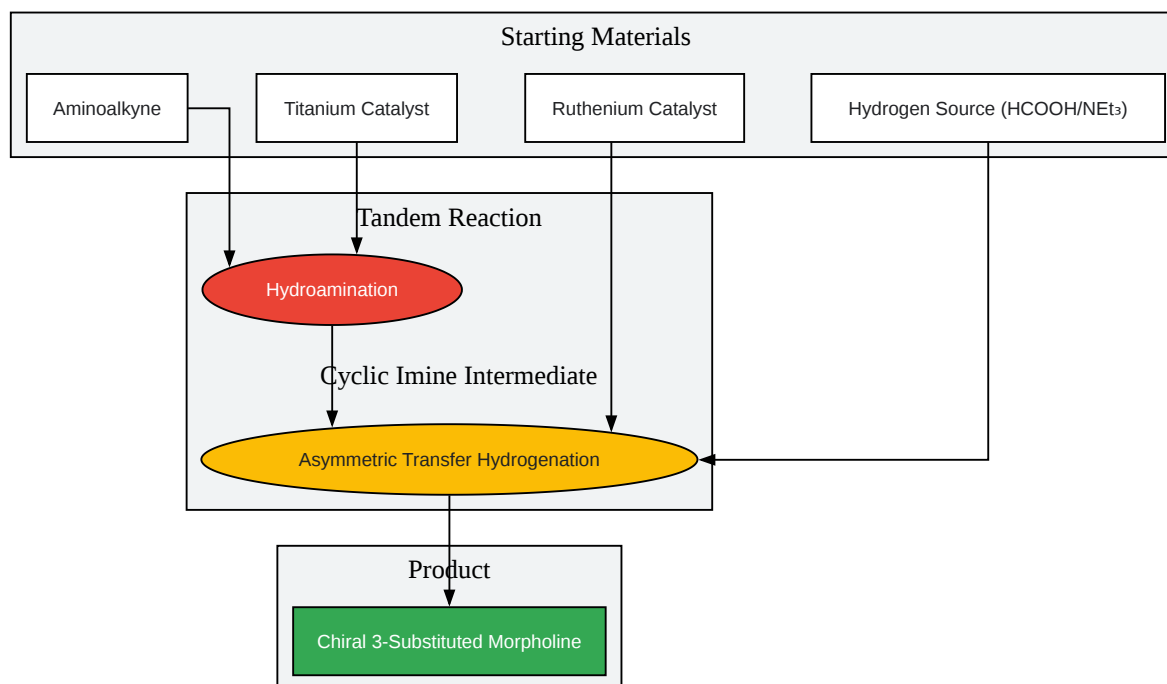 Starting Materials
Aminoalkyne
Titanium Catalyst
Ruthenium Catalyst
Hydrogen Source (HCOOH/NEt₃)
Tandem Reaction
Hydroamination
Cyclic Imine Intermediate
Asymmetric Transfer Hydrogenation
Product
Chiral 3-Substituted Morpholine